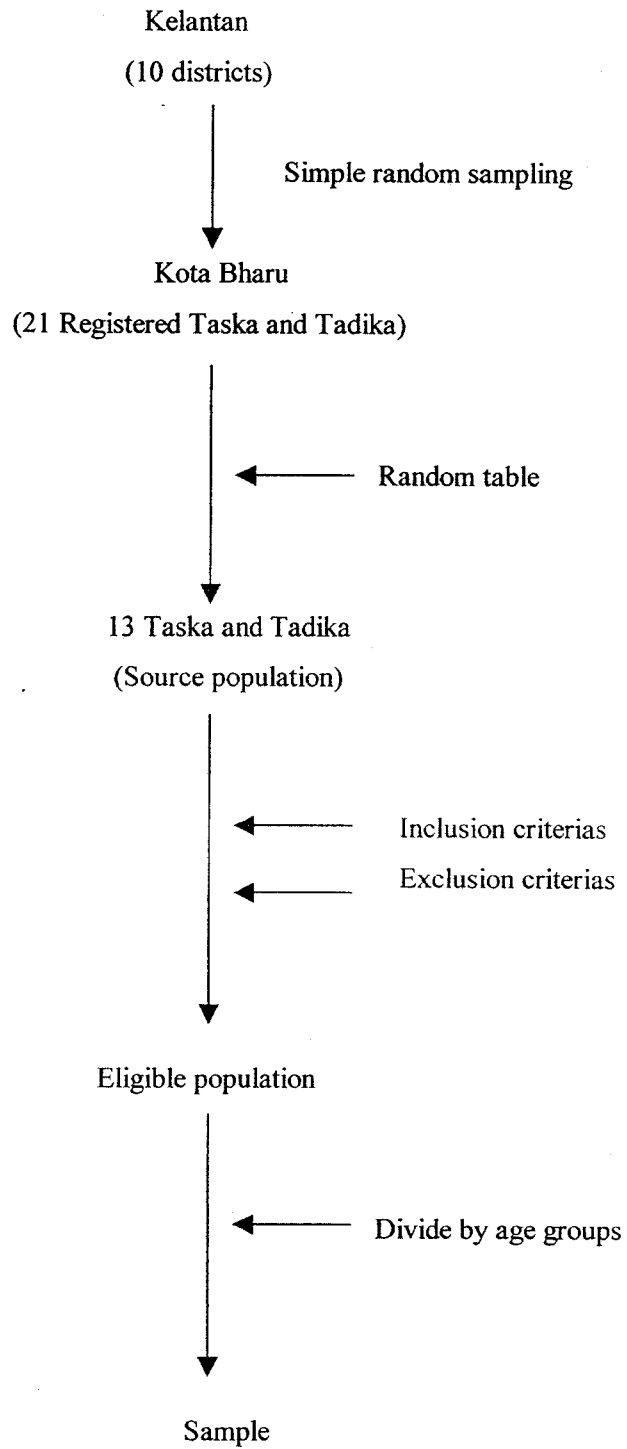 Kelantan
(10 districts)
Simple random sampling
Kota Bharu
(21 Registered Taska and Tadika)
Random table
13 Taska and Tadika
(Source population)
Inclusion criterias
Exclusion criterias
Eligible population
Divide by age groups
Sample